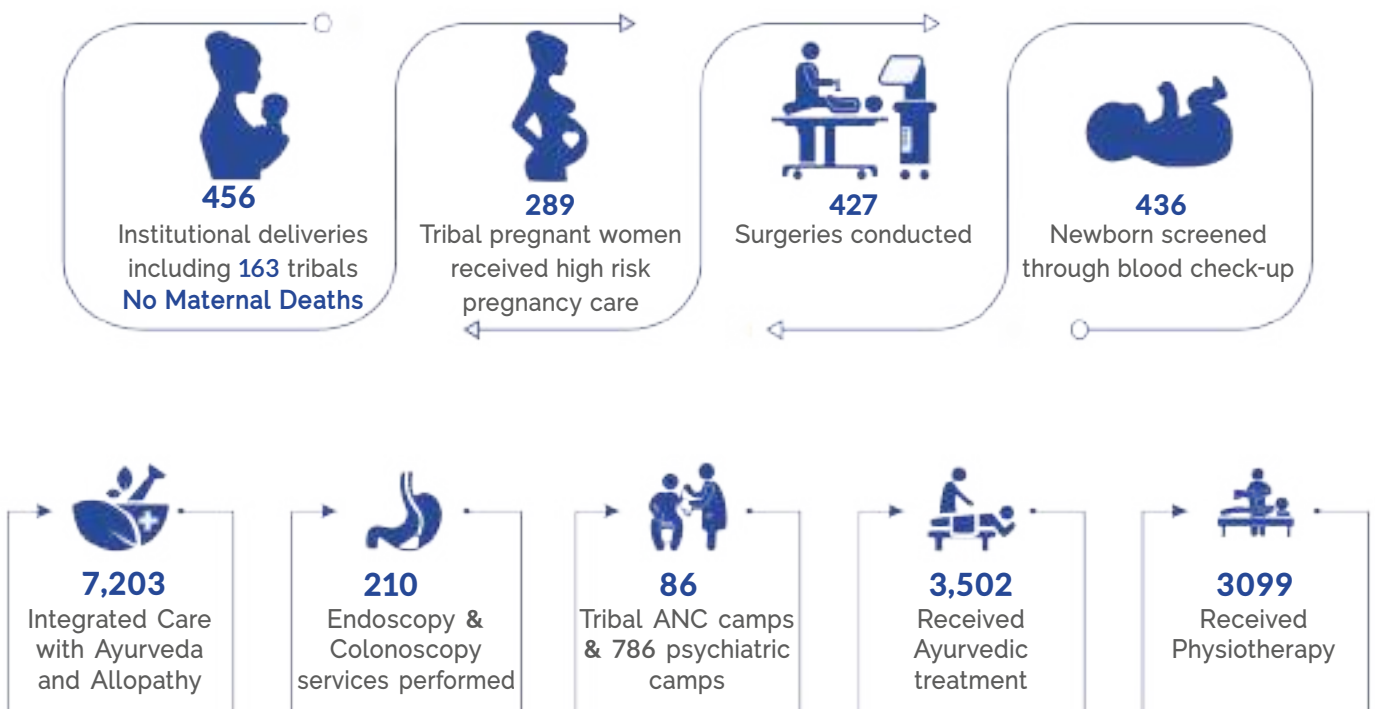 456
Institutional deliveries
including 163 tribals
No Maternal Deaths
289
Tribal pregnant women
received high risk
pregnancy care
427
Surgeries conducted
436
Newborn screened
through blood check-up
7,203
Integrated Care
with Ayurveda
and Allopathy
210
Endoscopy &
Colonoscopy
services performed
86
Tribal ANC camps
& 786 psychiatric
camps
3,502
Received
Ayurvedic
treatment
3099
Received
Physiotherapy